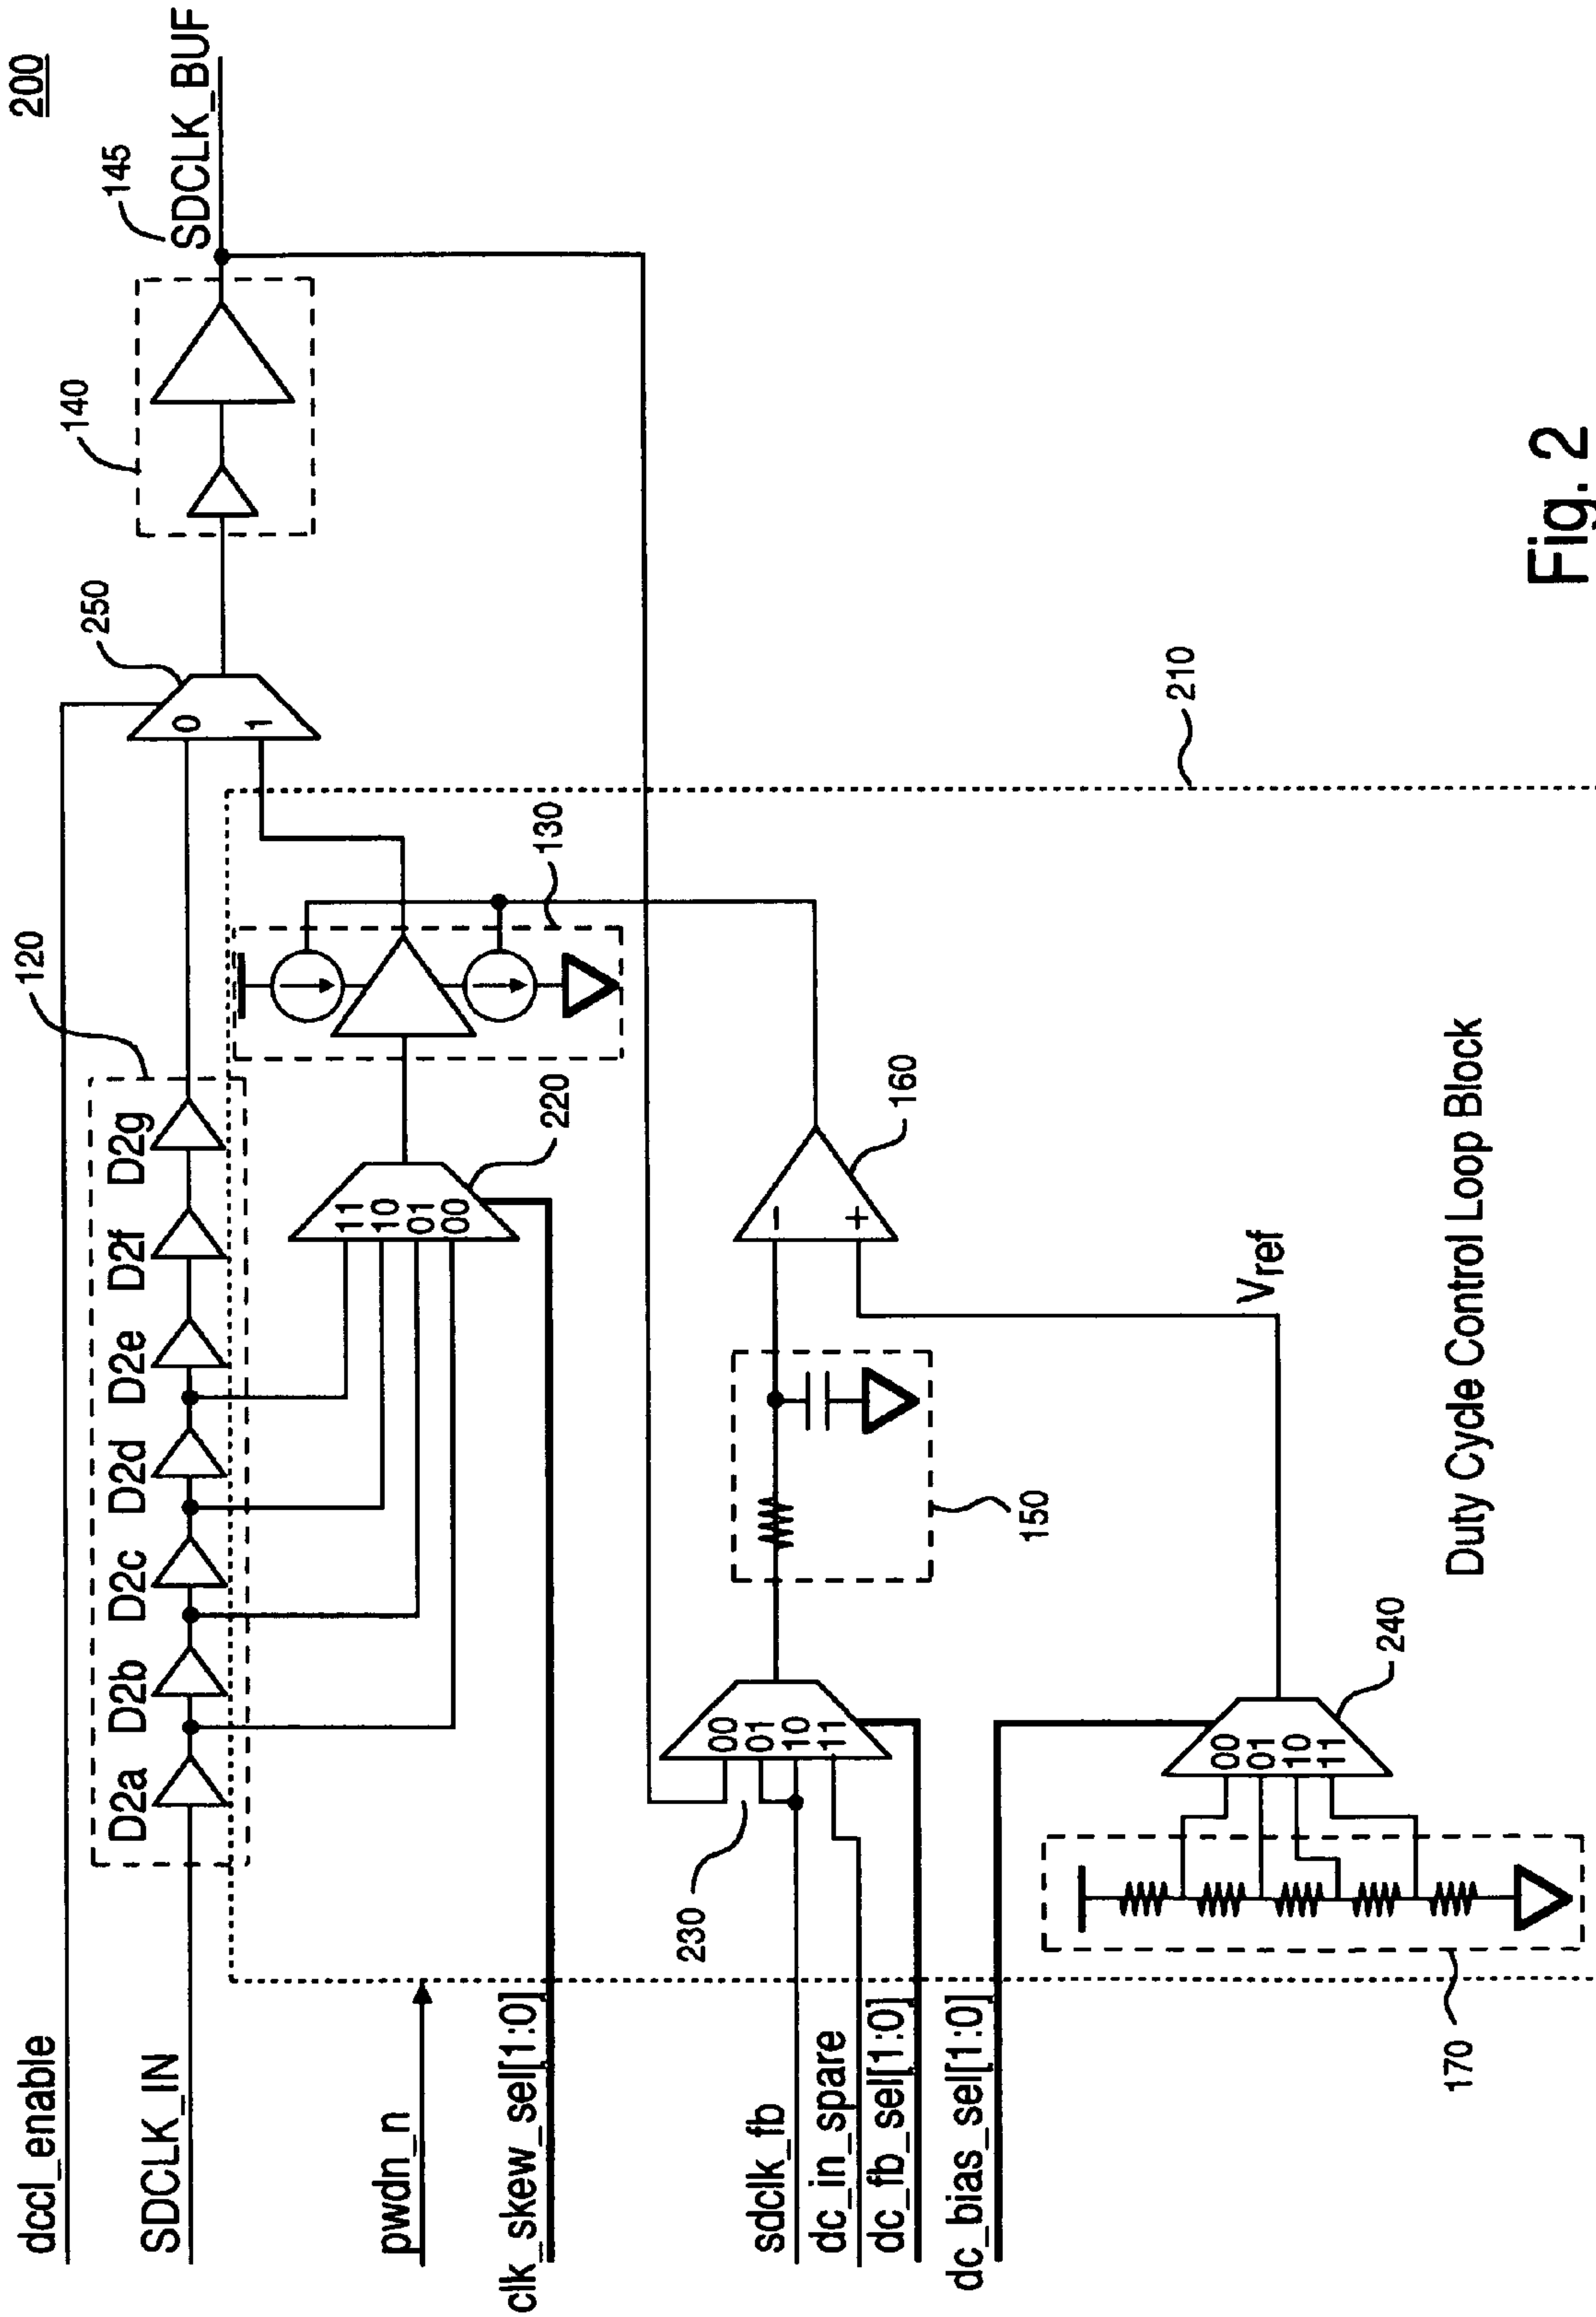 200
dccl_enable
SDCLK_IN
120
D2a D2b D2c D2d D2e D2f D2g
250
0
1
140
145
SDCLK_BUF
pwdn_n
clk_skew_sel[1:0]
11
10
01
00
220
130
sdclk_fb
dc_in_spare
dc_fb_sel[1:0]
dc_bias_sel[1:0]
230
00
01
10
11
150
-
+
160
210
170
00
01
10
11
240
Vref
Duty Cycle Control Loop Block
Fig. 2